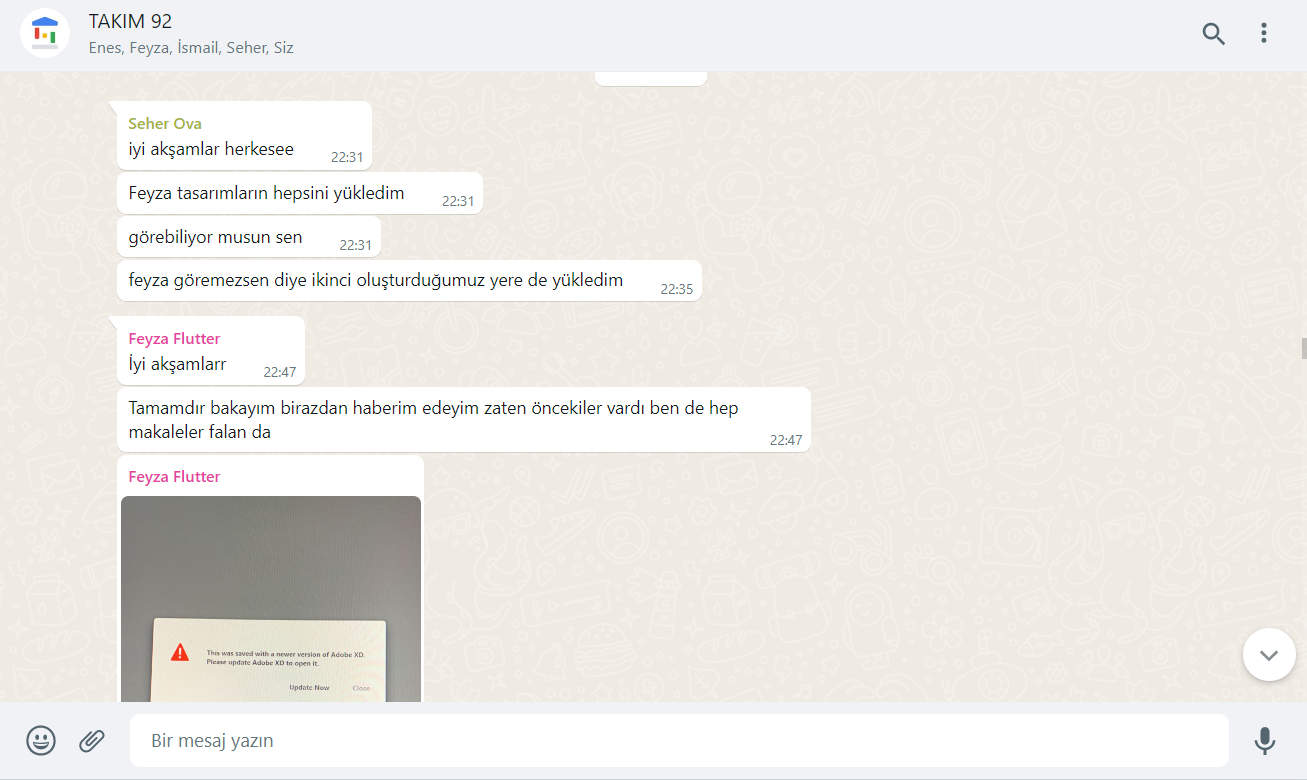 TAKIM 92
Enes, Feyza, İsmail, Seher, Siz
Seher Ova
iyi akşamlar herkesee
22:31
Feyza tasarımların hepsini yükledim
22:31
görebiliyor musun sen
22:31
feyza göremezsen diye ikinci oluşturduğumuz yere de yükledim
22:35
Feyza Flutter
İyi akşamlarr
22:47
Tamamdır bakayım birazdan haberim edeyim zaten öncekiler vardı ben de hep
makaleler falan da
22:47
Feyza Flutter
This was saved with a newer version of Adobe XD.
Please update Adobe XD to open it.
Update Now
Close
Bir mesaj yazın